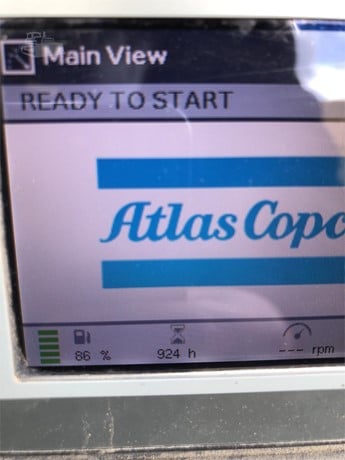 Main View
READY TO START
Atlas Copc
86 %
924 h
--- rpm